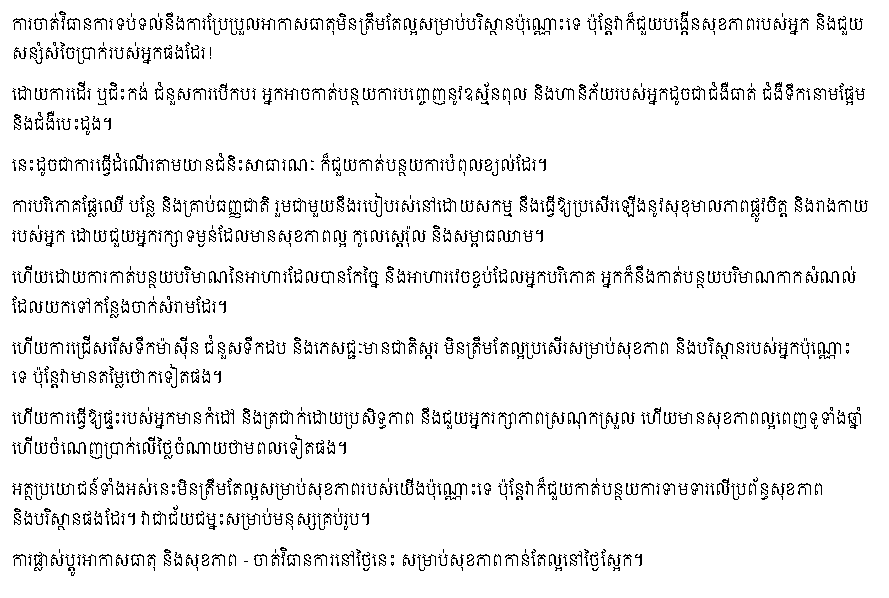 ការចាត់វិធានការទប់ទល់នឹងការប្រែប្រួលអាកាសធាតុមិនត្រឹមតែល្អសម្រាប់បរិស្ថានប៉ុណ្ណោះទេ ប៉ុន្តែវាក៏ជួយបង្កើនសុខភាពរបស់អ្នក និងជួយ
សន្សំសំចៃប្រាក់របស់អ្នកផងដែរ!
ដោយការដើរ ឬជិះកង់ ជំនួសការបើកបរ អ្នកអាចកាត់បន្ថយការបញ្ចេញនូវឧស្ម័នពុល និងហានិភ័យរបស់អ្នកដូចជាជំងឺធាត់ ជំងឺទឹកនោមផ្អែម
និងជំងឺបេះដូង។
នេះដូចជាការធ្វើដំណើរតាមយានជំនិះសាធារណៈ ក៏ជួយកាត់បន្ថយការបំពុលខ្យល់ដែរ។
ការបរិភោគផ្លែឈើ បន្លែ និងគ្រាប់ធញ្ញជាតិ រួមជាមួយនឹងរបៀបរស់នៅដោយសកម្ម នឹងធ្វើឱ្យប្រសើរឡើងនូវសុខុមាលភាពផ្លូវចិត្ត និងរាងកាយ
របស់អ្នក ដោយជួយអ្នករក្សាទម្ងន់ដែលមានសុខភាពល្អ កូលេស្តេរ៉ុល និងសម្ពាធឈាម។
ហើយដោយការកាត់បន្ថយបរិមាណនៃអាហារដែលបានកែច្នៃ និងអាហារវេចខ្ចប់ដែលអ្នកបរិភោគ អ្នកក៏នឹងកាត់បន្ថយបរិមាណកាកសំណល់
ដែលយកទៅកន្លែងចាក់សំរាមដែរ។
ហើយការជ្រើសរើសទឹកម៉ាស៊ីន ជំនួសទឹកដប និងភេសជ្ជៈមានជាតិស្ករ មិនត្រឹមតែល្អប្រសើរសម្រាប់សុខភាព និងបរិស្ថានរបស់អ្នកប៉ុណ្ណោះ
ទេ ប៉ុន្តែវាមានតម្លៃថោកទៀតផង។
ហើយការធ្វើឱ្យផ្ទះរបស់អ្នកមានកំដៅ និងត្រជាក់ដោយប្រសិទ្ធភាព នឹងជួយអ្នករក្សាភាពស្រណុកស្រួល ហើយមានសុខភាពល្អពេញទូទាំងឆ្នាំ
ហើយចំណេញប្រាក់លើថ្លៃចំណាយថាមពលទៀតផង។
អត្ថប្រយោជន៍ទាំងអស់នេះមិនត្រឹមតែល្អសម្រាប់សុខភាពរបស់យើងប៉ុណ្ណោះទេ ប៉ុន្តែវាក៏ជួយកាត់បន្ថយការទាមទារលើប្រព័ន្ធសុខភាព
និងបរិស្ថានផងដែរ។ វាជាជ័យជម្នះសម្រាប់មនុស្សគ្រប់រូប។
ការផ្លាស់ប្ដូរអាកាសធាតុ និងសុខភាព - ចាត់វិធានការនៅថ្ងៃនេះ សម្រាប់សុខភាពកាន់តែល្អនៅថ្ងៃស្អែក។